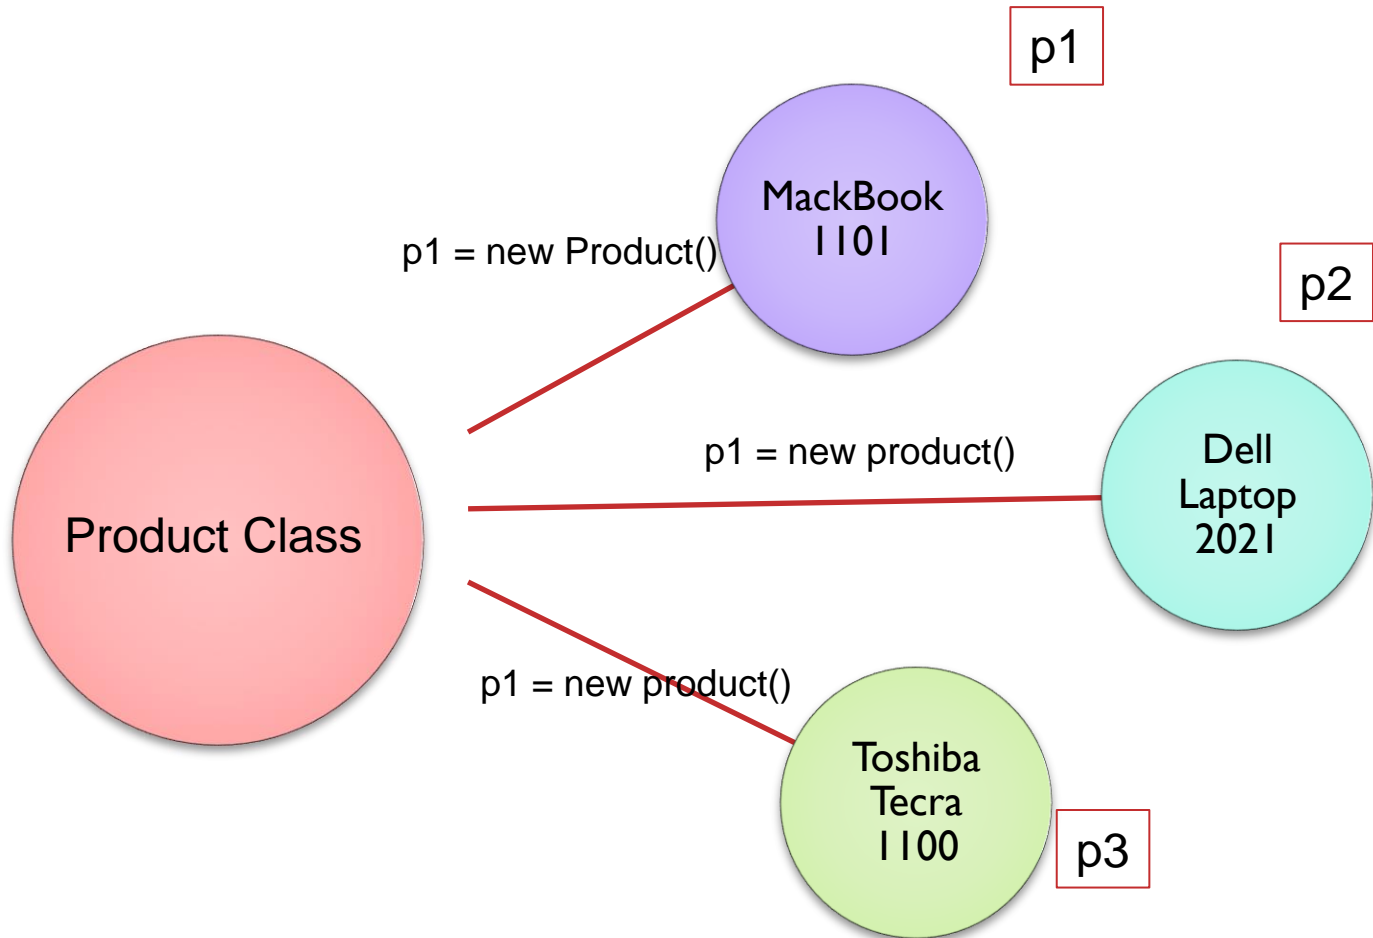 p1
MackBook
1101
p1 = new Product()
p2
Dell
Laptop
2021
p1 = new product()
Product Class
p1 = new product()
Toshiba
Tecra
1100
p3